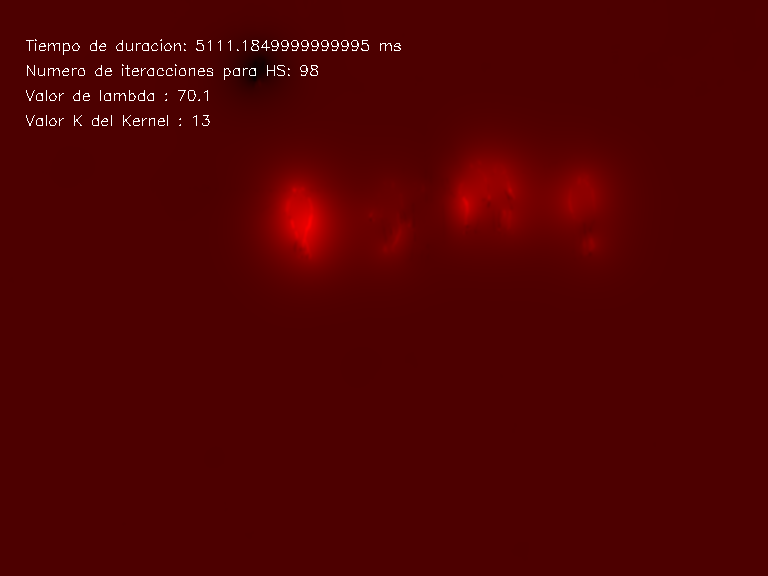 Tiempo de duracion: 5111.1849999999995 ms
Numero de iteracciones para HS: 98
Valor de lambda : 70.1
Valor K del Kernel : 13